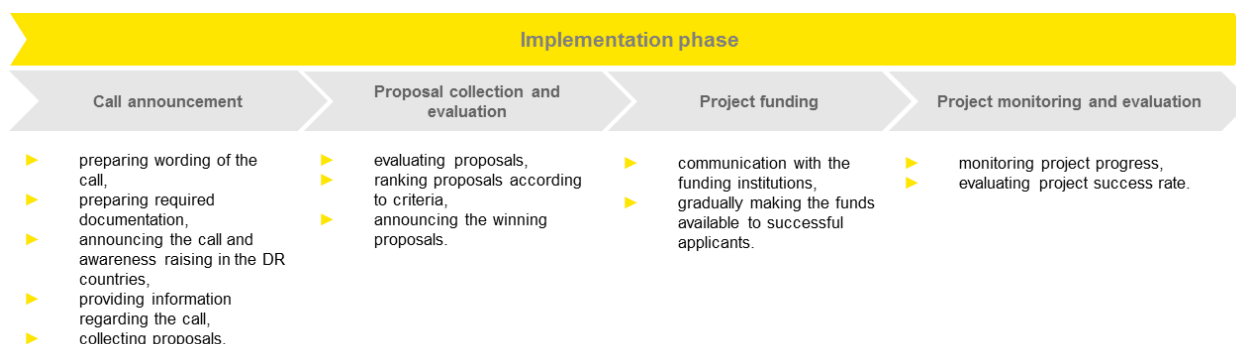 Implementation phase
Call announcement
Proposal collection and
evaluation
Project funding
Project monitoring and evaluation
preparing wording of the
call,
preparing required
documentation,
announcing the call and
awareness raising in the DR
countries,
providing information
regarding the call,
collecting proposals.
evaluating proposals,
ranking proposals according
to criteria,
announcing the winning
proposals.
communication with the
funding institutions,
gradually making the funds
available to successful
applicants.
monitoring project progress,
evaluating project success rate.